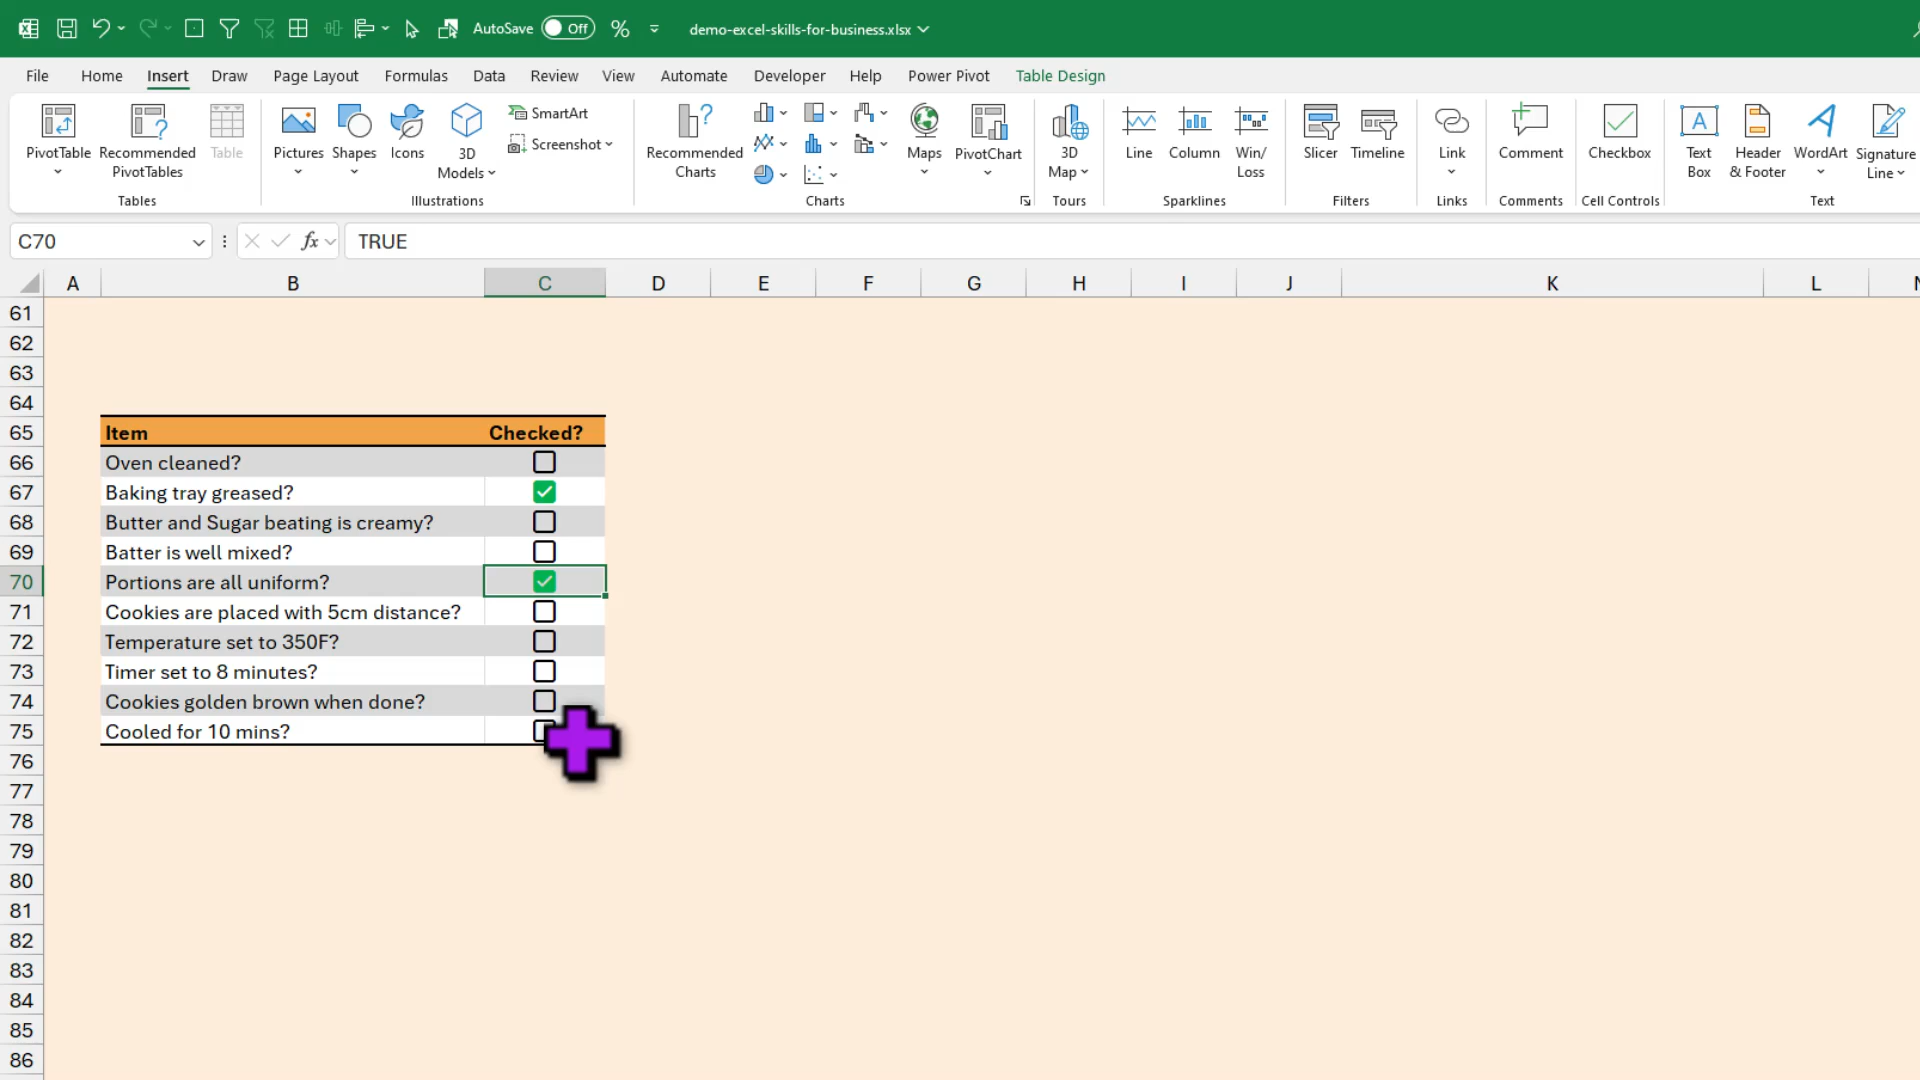 AutoSave Off % demo-excel-skills-for-business.xlsx
File Home Insert Draw Page Layout Formulas Data Review View Automate Developer Help Power Pivot Table Design
PivotTable
Recommended
PivotTables
Table
Tables
Pictures
Shapes
Icons
3D
Models
SmartArt
Screenshot
Illustrations
Recommended
Charts
Maps
PivotChart
Charts
3D
Map
Tours
Line
Column
Win/
Loss
Sparklines
Slicer
Timeline
Filters
Link
Links
Comment
Comments
Checkbox
Cell Controls
Text
Box
Header
& Footer
WordArt
Signature
Line
Text
C70 fx TRUE
A B C D E F G H I J K L
61
62
63
64
65 Item Checked?
66 Oven cleaned?
67 Baking tray greased?
68 Butter and Sugar beating is creamy?
69 Batter is well mixed?
70 Portions are all uniform?
71 Cookies are placed with 5cm distance?
72 Temperature set to 350F?
73 Timer set to 8 minutes?
74 Cookies golden brown when done?
75 Cooled for 10 mins?
76
77
78
79
80
81
82
83
84
85
86